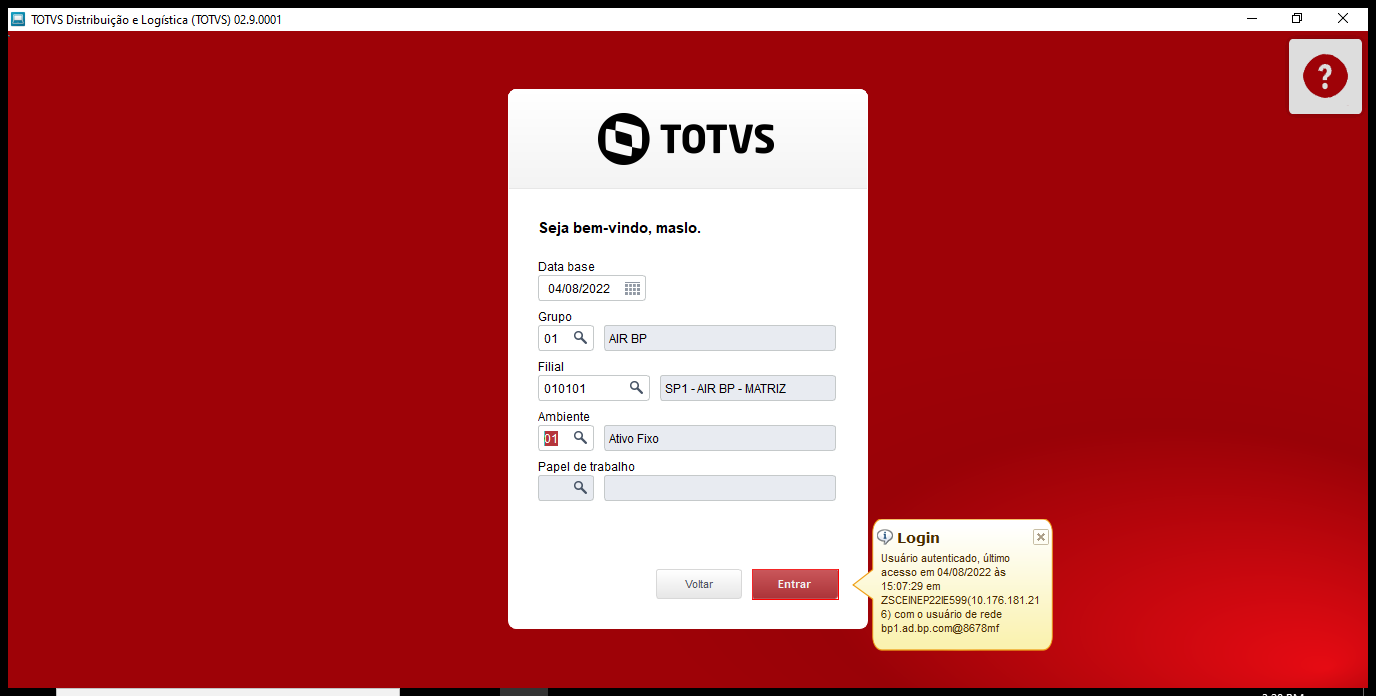 TOTVS Distribuição e Logística (TOTVS) 02.9.0001
?
TOTVS
Seja bem-vindo, maslo.
Data base
04/08/2022
Grupo
01 AIR BP
Filial
010101 SP1 - AIR BP - MATRIZ
Ambiente
01 Ativo Fixo
Papel de trabalho
Voltar Entrar
Login
Usuário autenticado, último
acesso em 04/08/2022 às
15:07:29 em
ZSCEINEP22IE599(10.176.181.21
6) com o usuário de rede
bp1.ad.bp.com@8678mf